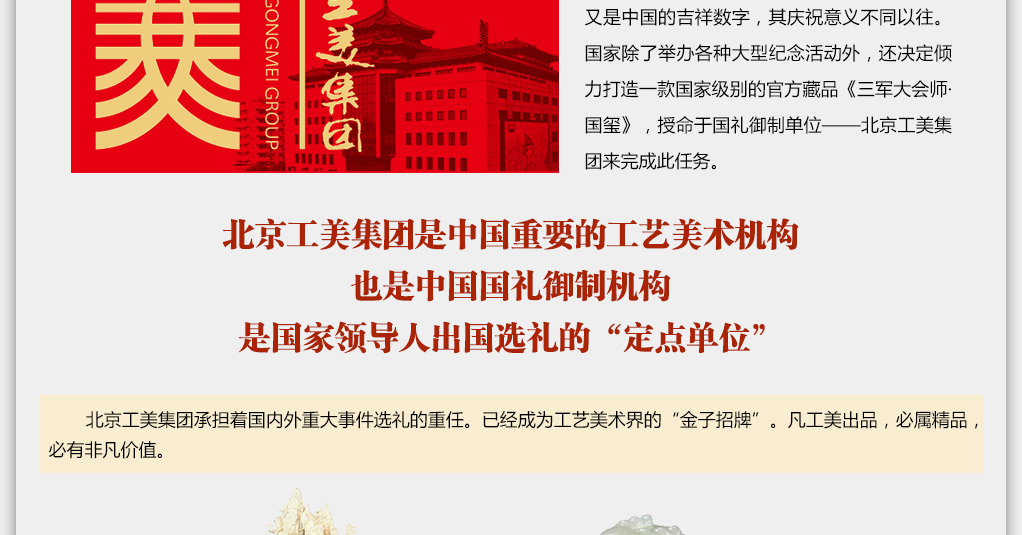 美
GONGMEI GROUP
工美集团
又是中国的吉祥数字，其庆祝意义不同以往。
国家除了举办各种大型纪念活动外，还决定倾
力打造一款国家级别的官方藏品《三军大会师·
国玺》，授命于国礼御制单位——北京工美集
团来完成此任务。
北京工美集团是中国重要的工艺美术机构
也是中国国礼御制机构
是国家领导人出国选礼的“定点单位”
北京工美集团承担着国内外重大事件选礼的重任。已经成为工艺美术界的“金子招牌”。凡工美出品，必属精品，
必有非凡价值。